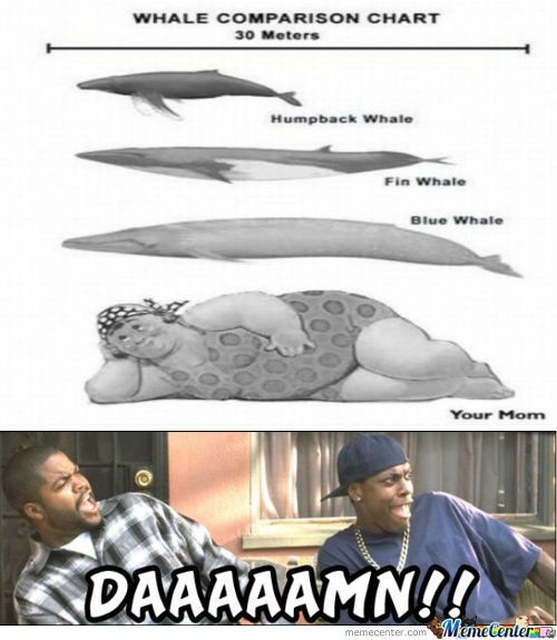 WHALE COMPARISON CHART
30 Meters
Humpback Whale
Fin Whale
Blue Whale
Your Mom
DAAAAAMN!!
memecenter.com MemeCenter